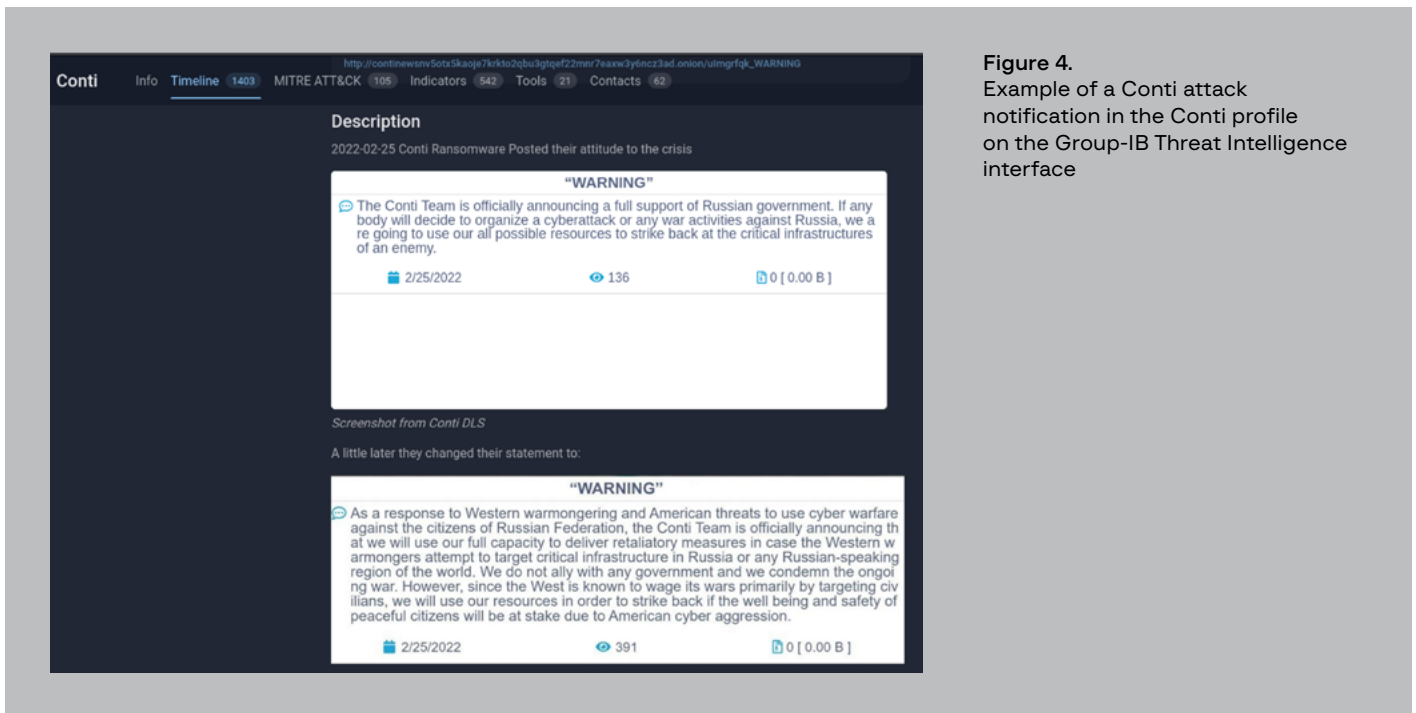 http://continewsnv5otx5kaoje7krkto2qbu3gtqef22mnr7eaxw3y6ncz3ad.onion/ulmgrfqk_WARNING
Conti Info Timeline 1403 MITRE ATT&CK 105 Indicators 542 Tools 21 Contacts 62
Description
2022-02-25 Conti Ransomware Posted their attitude to the crisis
“WARNING”
The Conti Team is officially announcing a full support of Russian government. If any
body will decide to organize a cyberattack or any war activities against Russia, we a
re going to use our all possible resources to strike back at the critical infrastructures
of an enemy.
2/25/2022 136 0 [ 0.00 B ]
Screenshot from Conti DLS
A little later they changed their statement to:
“WARNING”
As a response to Western warmongering and American threats to use cyber warfare
against the citizens of Russian Federation, the Conti Team is officially announcing th
at we will use our full capacity to deliver retaliatory measures in case the Western w
armongers attempt to target critical infrastructure in Russia or any Russian-speaking
region of the world. We do not ally with any government and we condemn the ongoi
ng war. However, since the West is known to wage its wars primarily by targeting civ
ilians, we will use our resources in order to strike back if the well being and safety of
peaceful citizens will be at stake due to American cyber aggression.
2/25/2022 391 0 [ 0.00 B ]
Figure 4.
Example of a Conti attack
notification in the Conti profile
on the Group-IB Threat Intelligence
interface